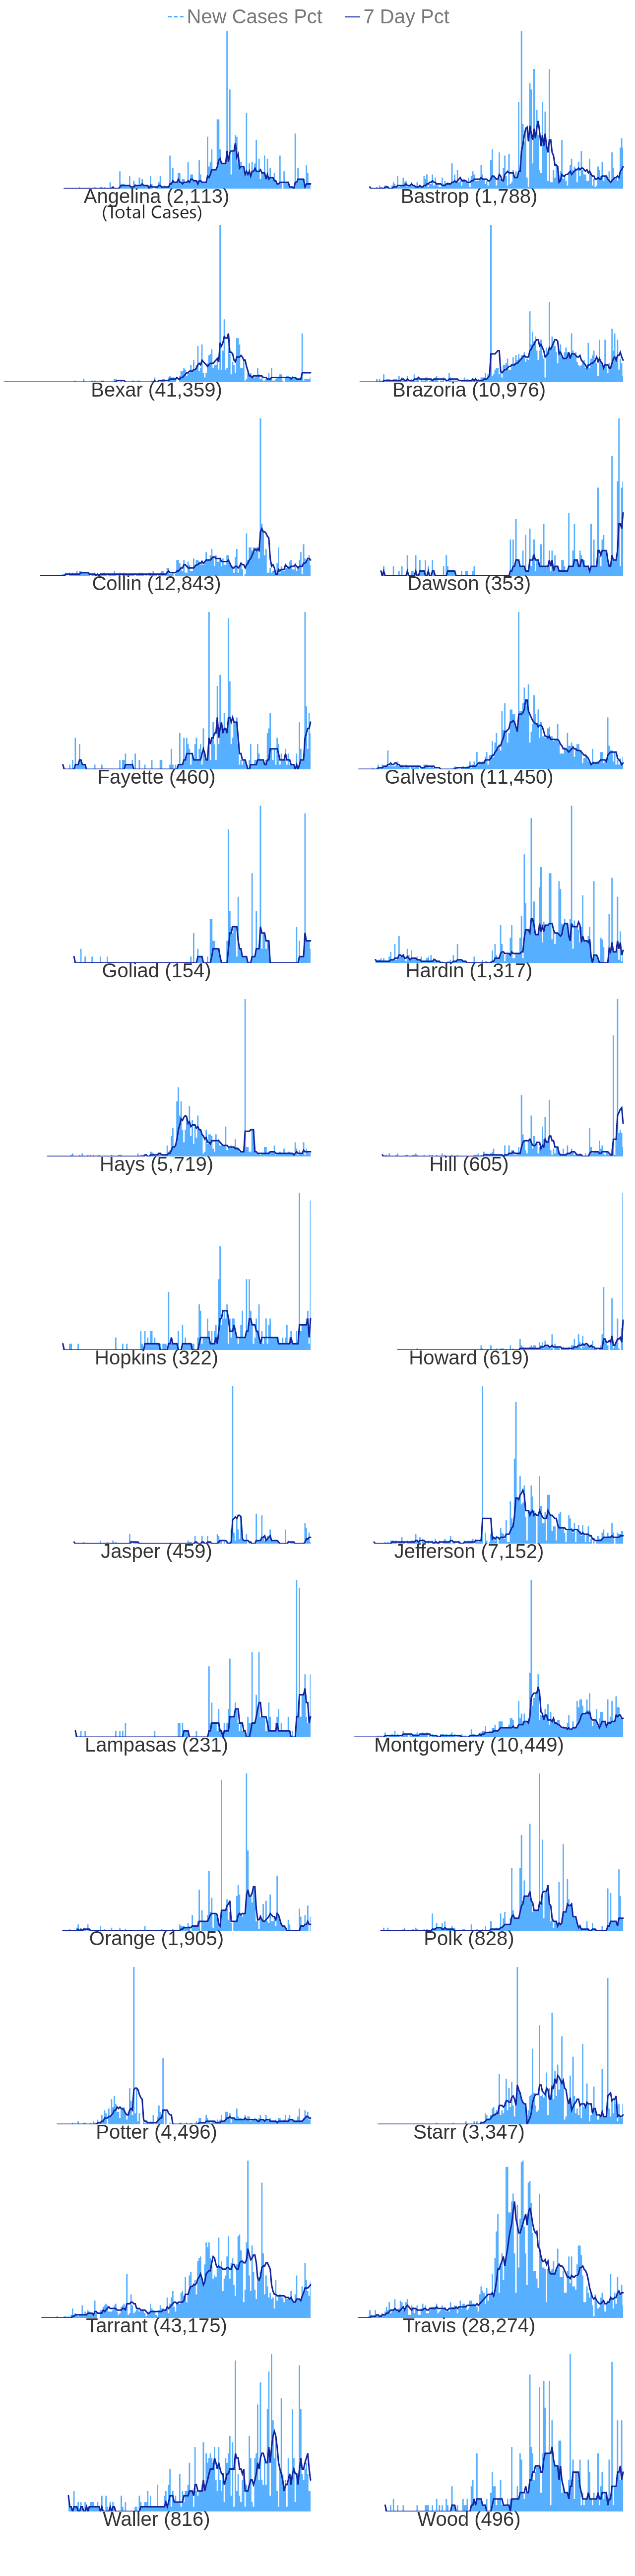 New Cases Pct 7 Day Pct
Angelina (2,113) Bastrop (1,788)
(Total Cases)
Bexar (41,359) Brazoria (10,976)
Collin (12,843) Dawson (353)
Fayette (460) Galveston (11,450)
Goliad (154) Hardin (1,317)
Hays (5,719) Hill (605)
Hopkins (322) Howard (619)
Jasper (459) Jefferson (7,152)
Lampasas (231) Montgomery (10,449)
Orange (1,905) Polk (828)
Potter (4,496) Starr (3,347)
Tarrant (43,175) Travis (28,274)
Waller (816) Wood (496)